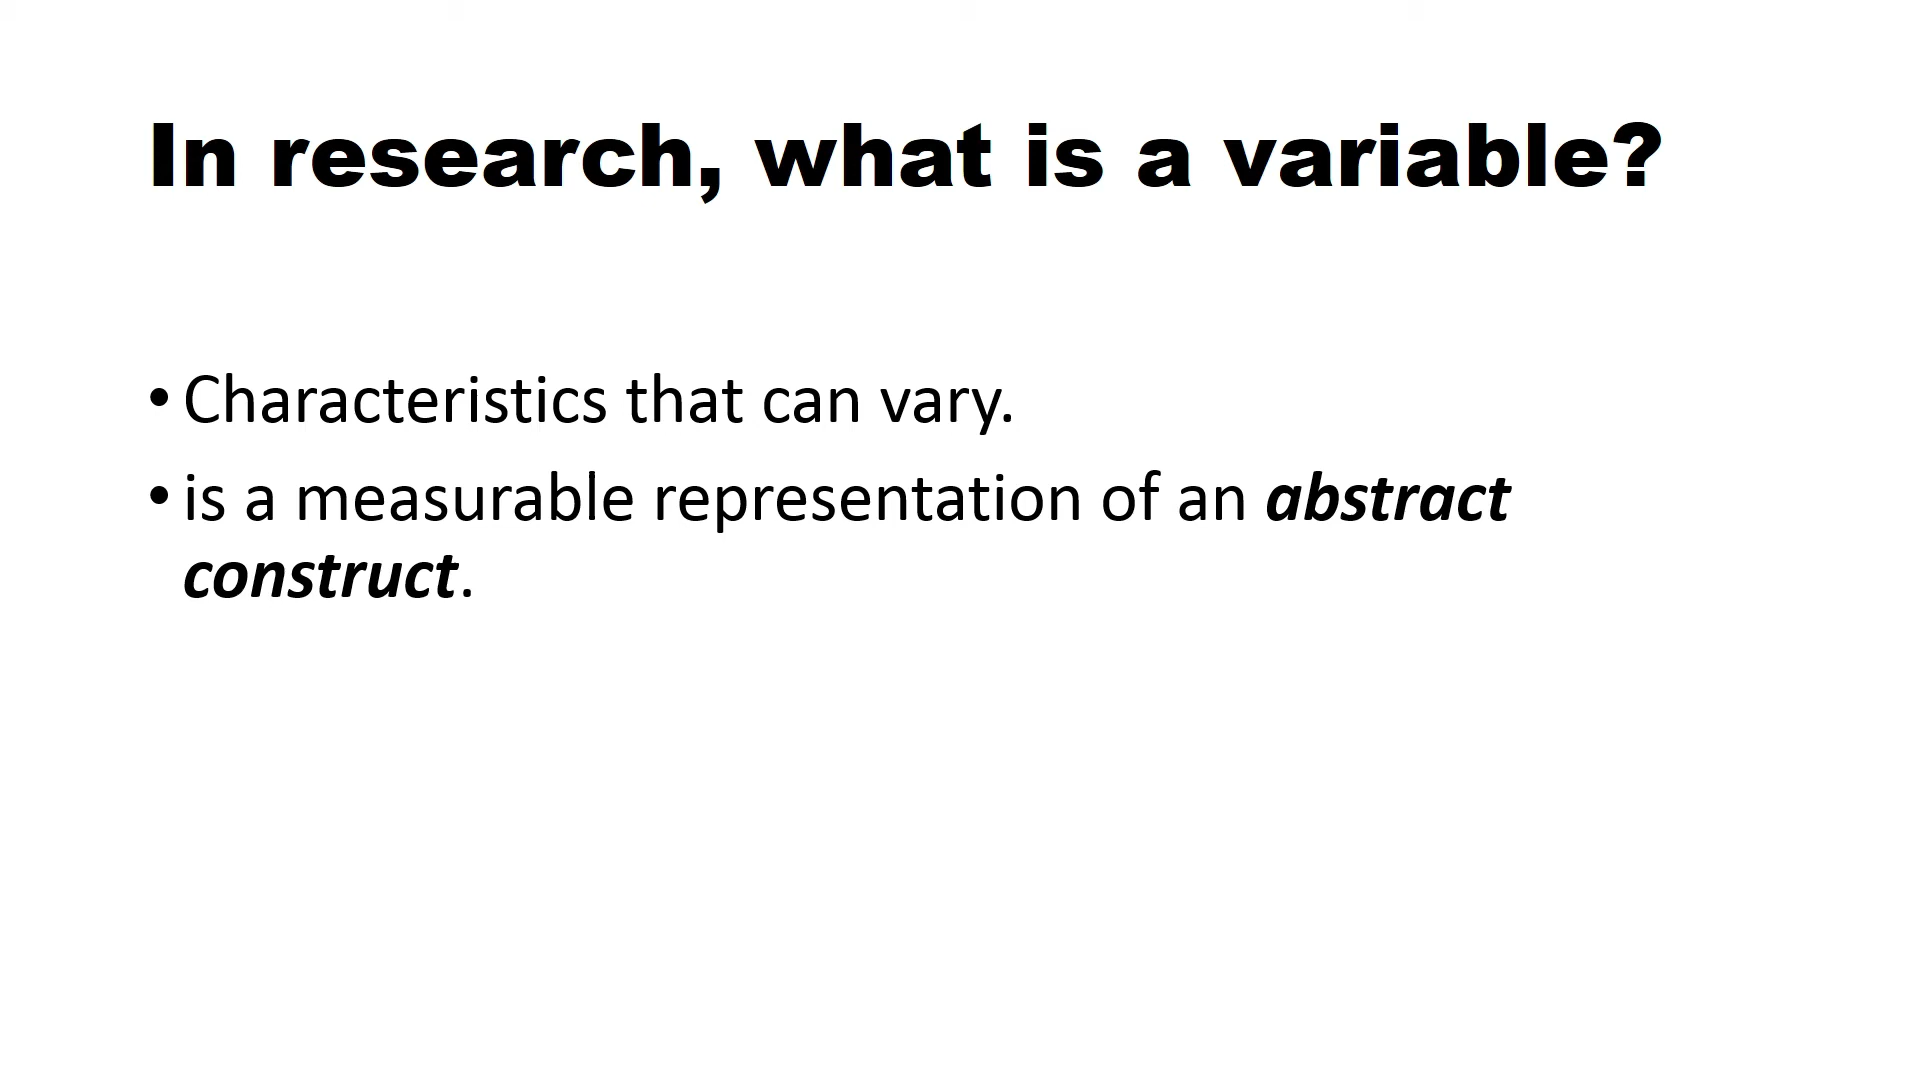 In research, what is a variable?
• Characteristics that can vary.
• is a measurable representation of an abstract
construct.